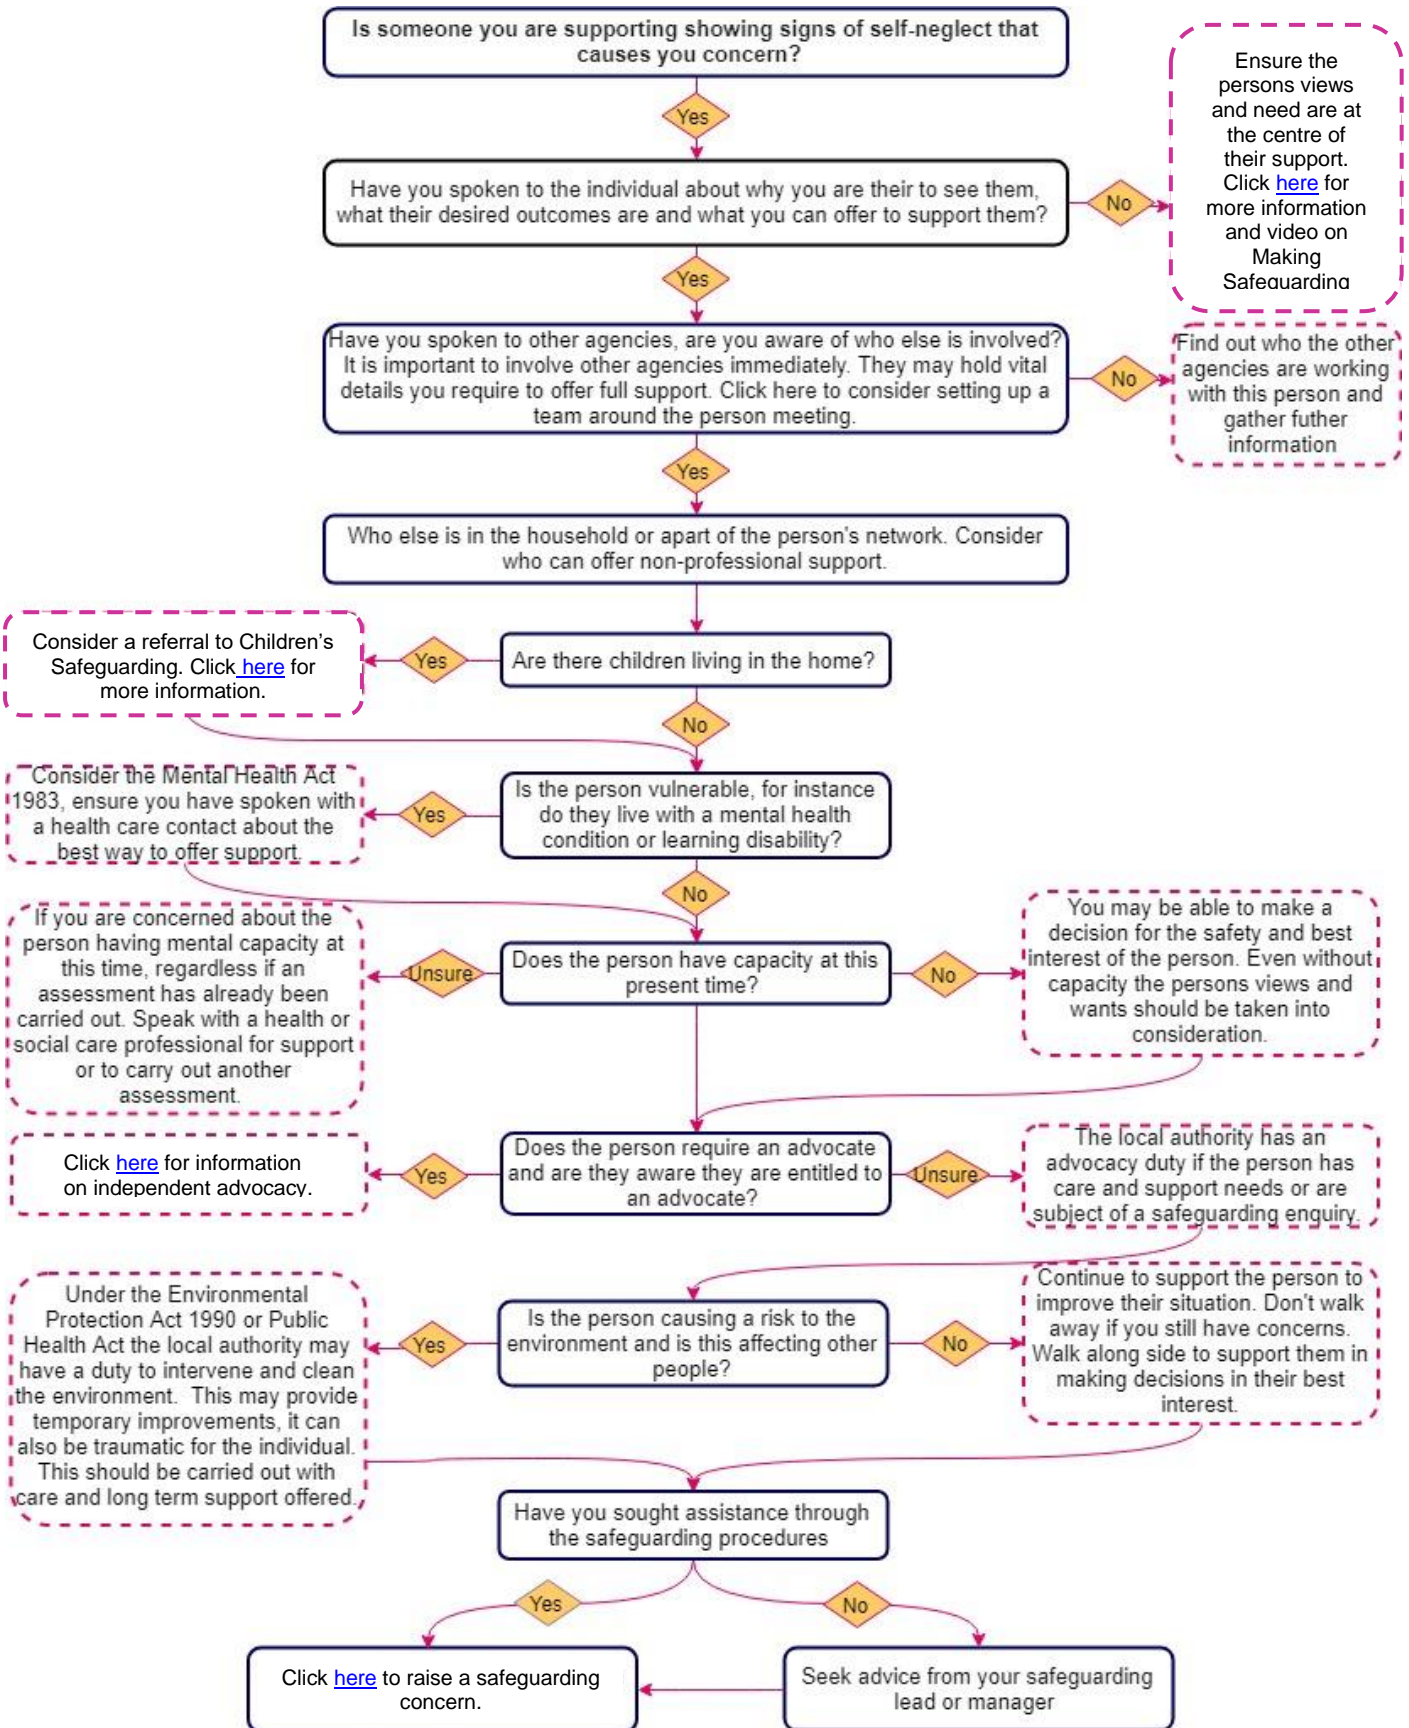 Is someone you are supporting showing signs of self-neglect that
causes you concern?
Yes
Have you spoken to the individual about why you are their to see them,
what their desired outcomes are and what you can offer to support them?
No
Ensure the
persons views
and need are at
the centre of
their support.
Click here for
more information
and video on
Making
Safeguarding
Yes
Have you spoken to other agencies, are you aware of who else is involved?
It is important to involve other agencies immediately. They may hold vital
details you require to offer full support. Click here to consider setting up a
team around the person meeting.
No
Find out who the other
agencies are working
with this person and
gather futher
information
Yes
Who else is in the household or apart of the person's network. Consider
who can offer non-professional support.
Are there children living in the home?
Yes
Consider a referral to Children’s
Safeguarding. Click here for
more information.
No
Is the person vulnerable, for instance
do they live with a mental health
condition or learning disability?
Yes
Consider the Mental Health Act
1983, ensure you have spoken with
a health care contact about the
best way to offer support.
No
Does the person have capacity at this
present time?
Unsure
If you are concerned about the
person having mental capacity at
this time, regardless if an
assessment has already been
carried out. Speak with a health or
social care professional for support
or to carry out another
assessment.
No
You may be able to make a
decision for the safety and best
interest of the person. Even without
capacity the persons views and
wants should be taken into
consideration.
Does the person require an advocate
and are they aware they are entitled to
an advocate?
Yes
Click here for information
on independent advocacy.
Unsure
The local authority has an
advocacy duty if the person has
care and support needs or are
subject of a safeguarding enquiry.
Is the person causing a risk to the
environment and is this affecting other
people?
Yes
Under the Environmental
Protection Act 1990 or Public
Health Act the local authority may
have a duty to intervene and clean
the environment. This may provide
temporary improvements, it can
also be traumatic for the individual.
This should be carried out with
care and long term support offered.
No
Continue to support the person to
improve their situation. Don't walk
away if you still have concerns.
Walk along side to support them in
making decisions in their best
interest.
Have you sought assistance through
the safeguarding procedures
Yes
No
Click here to raise a safeguarding
concern.
Seek advice from your safeguarding
lead or manager